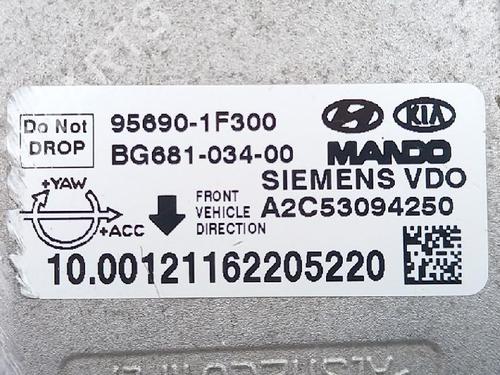 Do Not
DROP
95690-1F300
BG681-034-00
KIA
MANDO
SIEMENS VDO
A2C53094250
+YAW
+ACC
FRONT
VEHICLE
DIRECTION
10.00121162205220